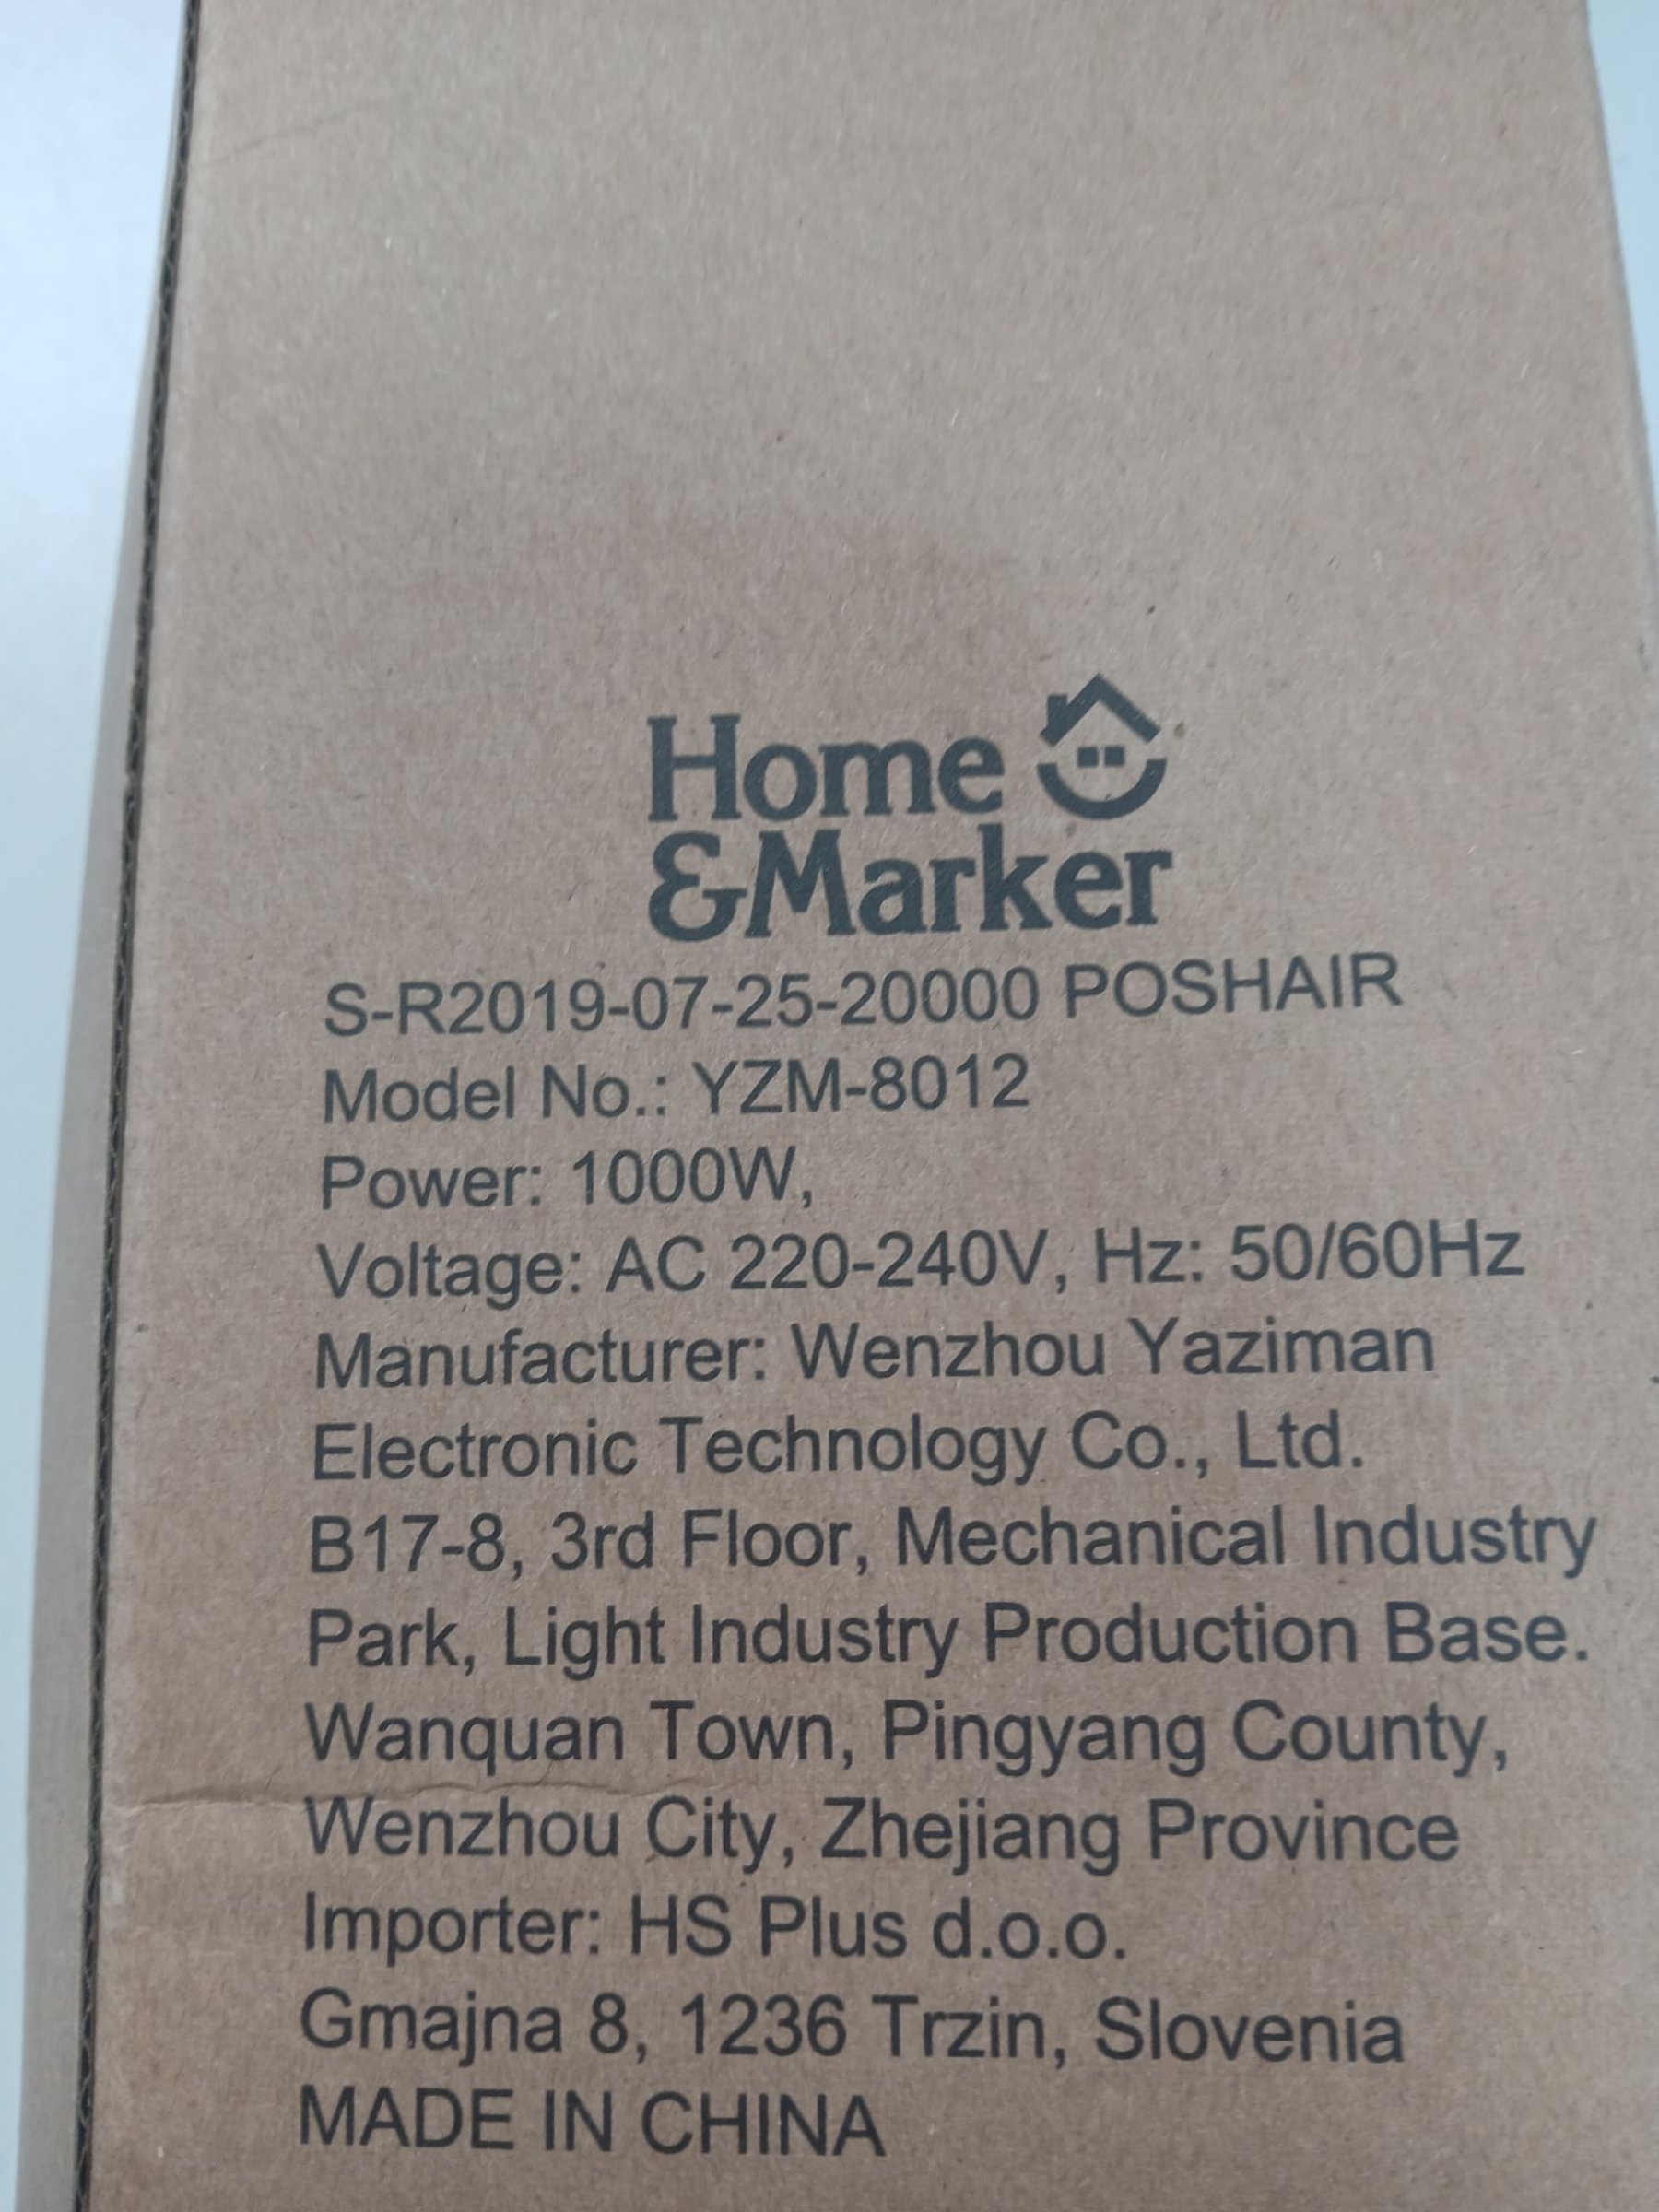 Home
&Marker
S-R2019-07-25-20000 POSHAIR
Model No.: YZM-8012
Power: 1000W,
Voltage: AC 220-240V, Hz: 50/60Hz
Manufacturer: Wenzhou Yaziman
Electronic Technology Co., Ltd.
B17-8, 3rd Floor, Mechanical Industry
Park, Light Industry Production Base.
Wanquan Town, Pingyang County,
Wenzhou City, Zhejiang Province
Importer: HS Plus d.o.o.
Gmajna 8, 1236 Trzin, Slovenia
MADE IN CHINA